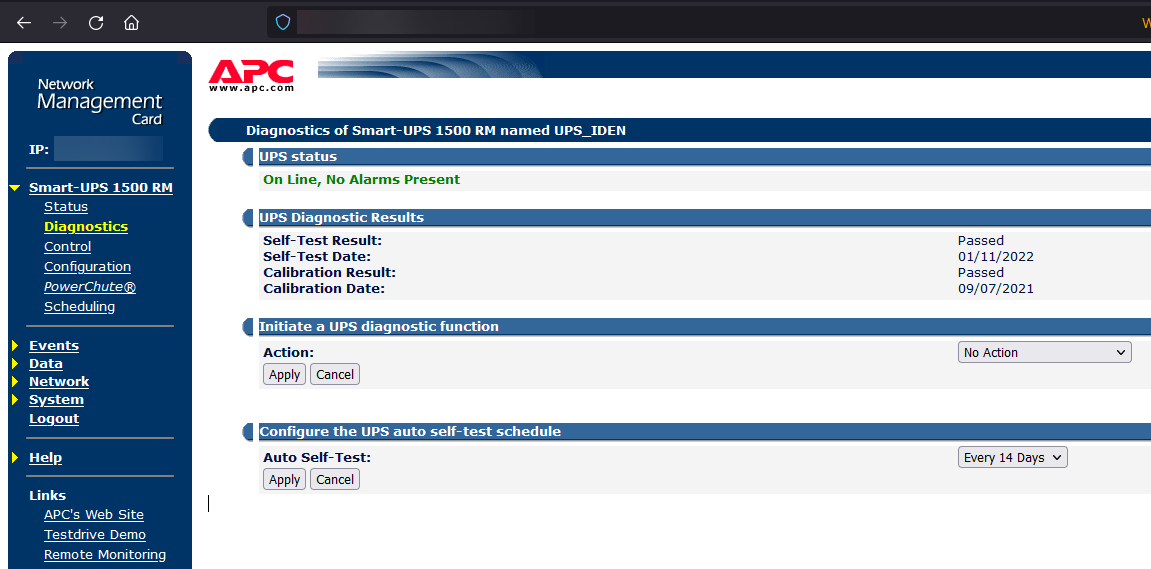 W
Network
Management
Card
IP:
Smart-UPS 1500 RM
Status
Diagnostics
Control
Configuration
PowerChute®
Scheduling
Events
Data
Network
System
Logout
Help
Links
APC's Web Site
Testdrive Demo
Remote Monitoring
APC
www.apc.com
Diagnostics of Smart-UPS 1500 RM named UPS_IDEN
UPS status
On Line, No Alarms Present
UPS Diagnostic Results
Self-Test Result: Passed
Self-Test Date: 01/11/2022
Calibration Result: Passed
Calibration Date: 09/07/2021
Initiate a UPS diagnostic function
Action: No Action
Apply Cancel
Configure the UPS auto self-test schedule
Auto Self-Test: Every 14 Days
Apply Cancel